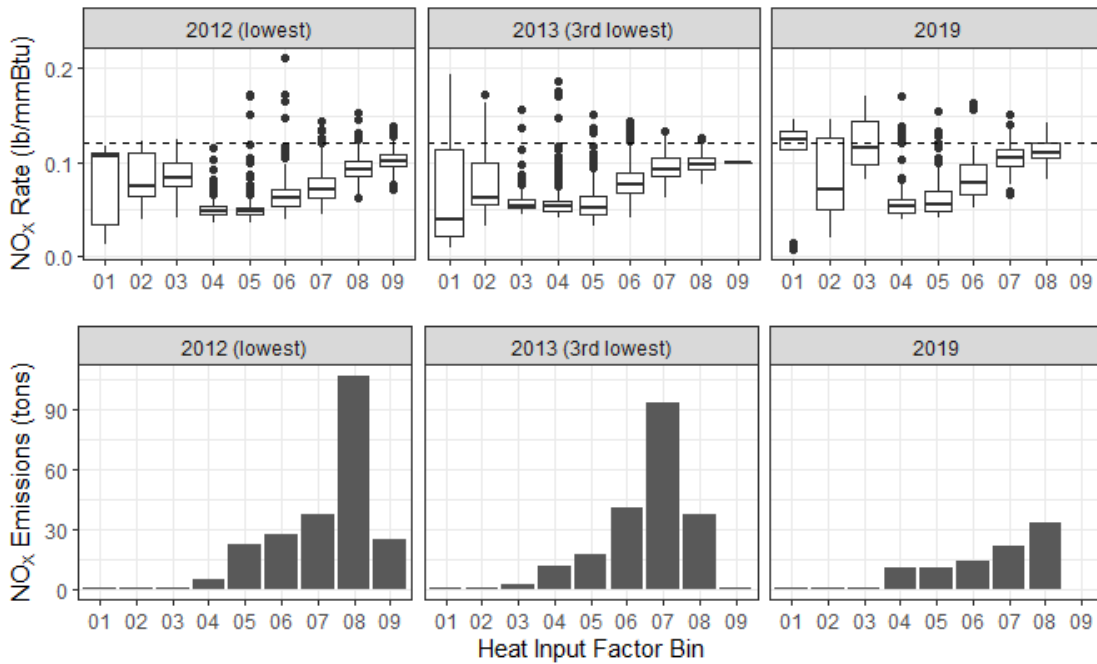 2012 (lowest) 2013 (3rd lowest) 2019
NOX Rate (lb/mmBtu)
0.2
0.1
0.0
01 02 03 04 05 06 07 08 09 01 02 03 04 05 06 07 08 09 01 02 03 04 05 06 07 08 09
2012 (lowest) 2013 (3rd lowest) 2019
NOX Emissions (tons)
90
60
30
0
01 02 03 04 05 06 07 08 09 01 02 03 04 05 06 07 08 09 01 02 03 04 05 06 07 08 09
Heat Input Factor Bin